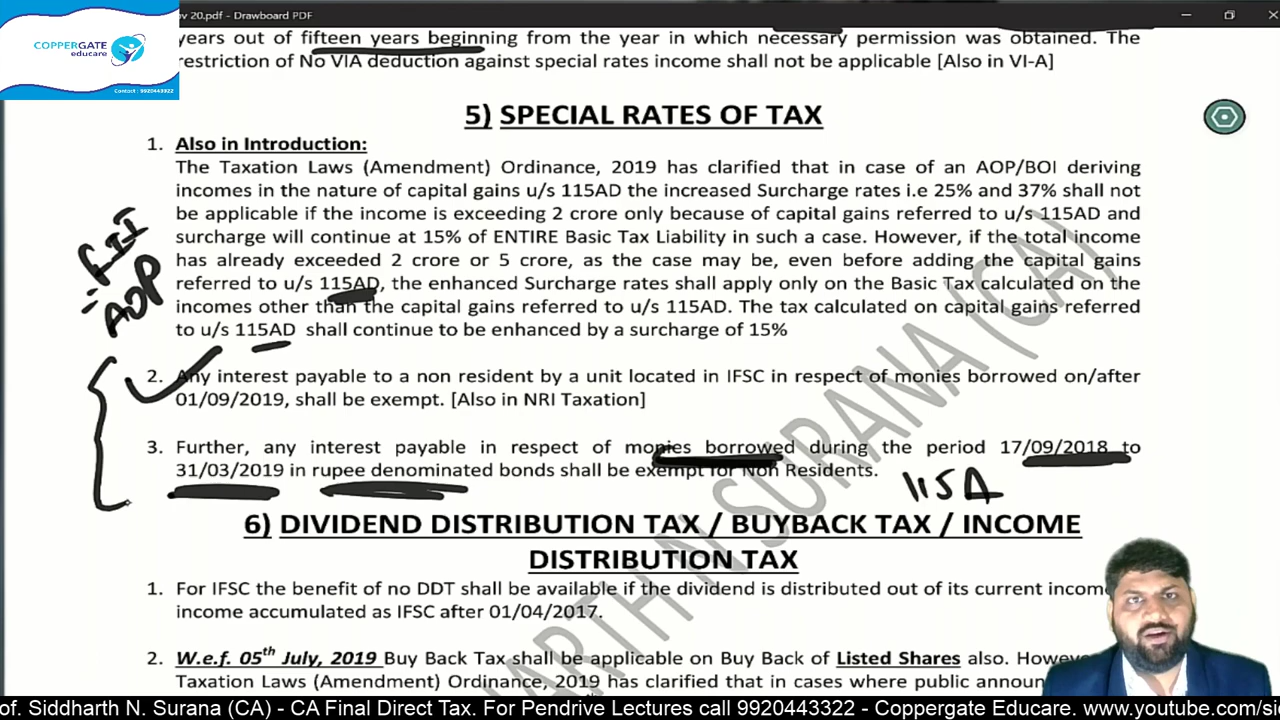 ov 20.pdf - Drawboard PDF
COPPERGATE
educare
Contact : 9920443322
years out of fifteen years beginning from the year in which necessary permission was obtained. The
restriction of No VIA deduction against special rates income shall not be applicable [Also in VI-A]
5) SPECIAL RATES OF TAX
1. Also in Introduction:
The Taxation Laws (Amendment) Ordinance, 2019 has clarified that in case of an AOP/BOI deriving
incomes in the nature of capital gains u/s 115AD the increased Surcharge rates i.e 25% and 37% shall not
be applicable if the income is exceeding 2 crore only because of capital gains referred to u/s 115AD and
surcharge will continue at 15% of ENTIRE Basic Tax Liability in such a case. However, if the total income
has already exceeded 2 crore or 5 crore, as the case may be, even before adding the capital gains
referred to u/s 115AD, the enhanced Surcharge rates shall apply only on the Basic Tax calculated on the
incomes other than the capital gains referred to u/s 115AD. The tax calculated on capital gains referred
to u/s 115AD shall continue to be enhanced by a surcharge of 15%
FII
AOP
2. Any interest payable to a non resident by a unit located in IFSC in respect of monies borrowed on/after
01/09/2019, shall be exempt. [Also in NRI Taxation]
3. Further, any interest payable in respect of monies borrowed during the period 17/09/2018 to
31/03/2019 in rupee denominated bonds shall be exempt for Non Residents.
115A
6) DIVIDEND DISTRIBUTION TAX / BUYBACK TAX / INCOME
DISTRIBUTION TAX
1. For IFSC the benefit of no DDT shall be available if the dividend is distributed out of its current income
income accumulated as IFSC after 01/04/2017.
2. W.e.f. 05th July, 2019 Buy Back Tax shall be applicable on Buy Back of Listed Shares also. Howev
Taxation Laws (Amendment) Ordinance, 2019 has clarified that in cases where public announ
HARTH N SURANA (CA)
of. Siddharth N. Surana (CA) - CA Final Direct Tax. For Pendrive Lectures call 9920443322 - Coppergate Educare. www.youtube.com/sid